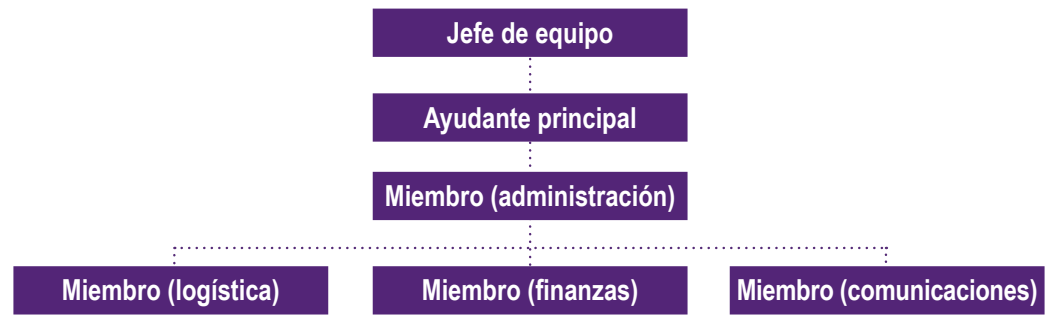 Jefe de equipo
Ayudante principal
Miembro (administración)
Miembro (logística)
Miembro (finanzas)
Miembro (comunicaciones)